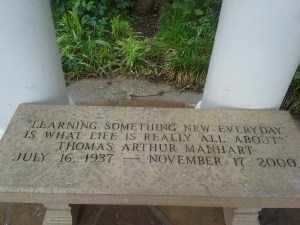 "LEARNING SOMETHING NEW EVERYDAY
IS WHAT LIFE IS REALLY ALL ABOUT"
THOMAS ARTHUR MANHART
JULY 16, 1937 — NOVEMBER 17, 2000